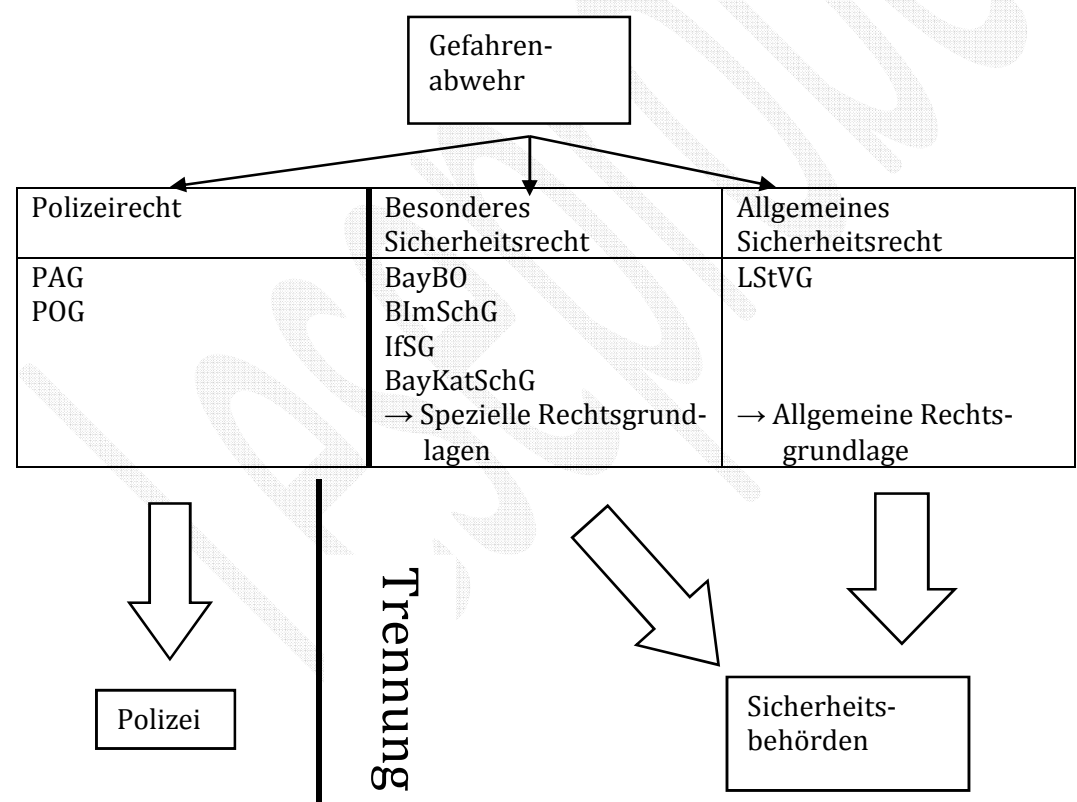 Gefahren-
abwehr
Polizeirecht
Besonderes
Sicherheitsrecht
Allgemeines
Sicherheitsrecht
PAG
POG
BayBO
BImSchG
IfSG
BayKatSchG
→ Spezielle Rechtsgrund-
lagen
LStVG
→ Allgemeine Rechts-
grundlage
Trennung
Polizei
Sicherheits-
behörden